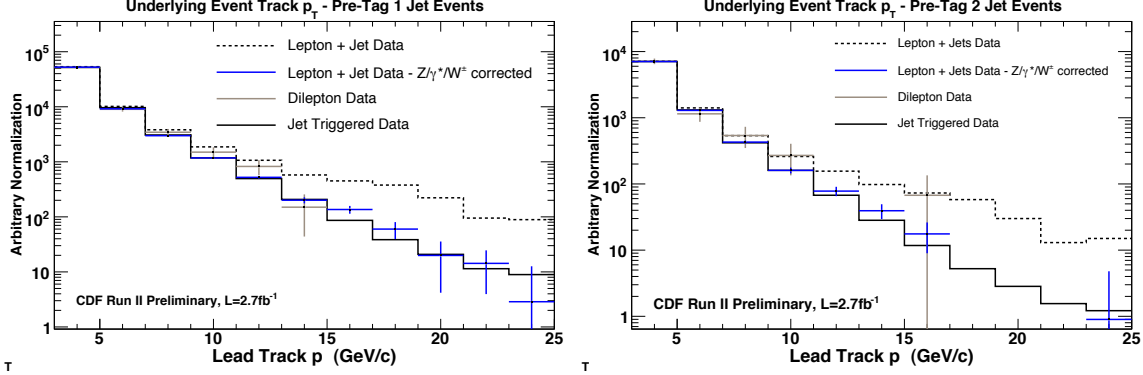 Underlying Event Track p_T - Pre-Tag 1 Jet Events
Arbitrary Normalization
10^5
10^4
10^3
10^2
10
1
Lepton + Jet Data
Lepton + Jet Data - Z/γ*/W± corrected
Dilepton Data
Jet Triggered Data
CDF Run II Preliminary, L=2.7fb^-1
5 10 15 20 25
Lead Track p (GeV/c)
T
Underlying Event Track p_T - Pre-Tag 2 Jet Events
Arbitrary Normalization
10^4
10^3
10^2
10
1
Lepton + Jets Data
Lepton + Jets Data - Z/γ*/W± corrected
Dilepton Data
Jet Triggered Data
CDF Run II Preliminary, L=2.7fb^-1
5 10 15 20 25
Lead Track p (GeV/c)
T